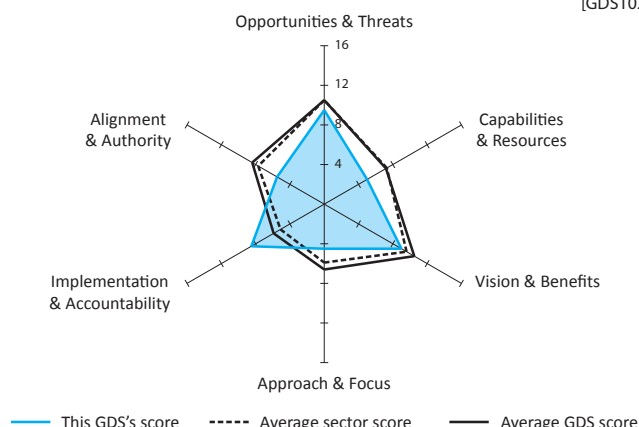 Opportunities & Threats
16
12
8
4
Alignment
& Authority
Capabilities
& Resources
Implementation
& Accountability
Vision & Benefits
Approach & Focus
This GDS's score
Average sector score
Average GDS score